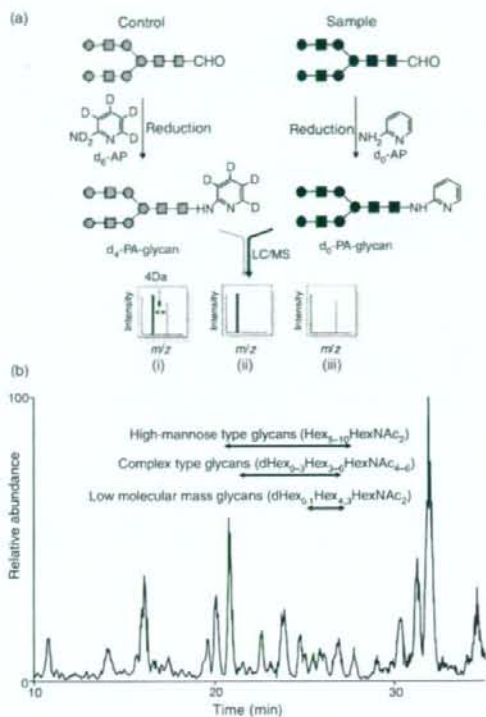 (a)
Control
Sample
CHO
CHO
D
D
D
ND₂
N
D
d₆-AP
Reduction
Reduction
NH₂
N
d₀-AP
D
D
D
HN
N
D
NH
N
d₄-PA-glycan
d₀-PA-glycan
LC/MS
4Da
Intensity
Intensity
Intensity
m/z
m/z
m/z
(i)
(ii)
(iii)
(b)
100
High-mannose type glycans (Hex₅₋₁₀HexNAc₂)
Complex type glycans (dHex₀₋₃Hex₃₋₆HexNAc₄₋₆)
Low molecular mass glycans (dHex₀,₁Hex₄,₃HexNAc₂)
Relative abundance
0
10
20
30
Time (min)